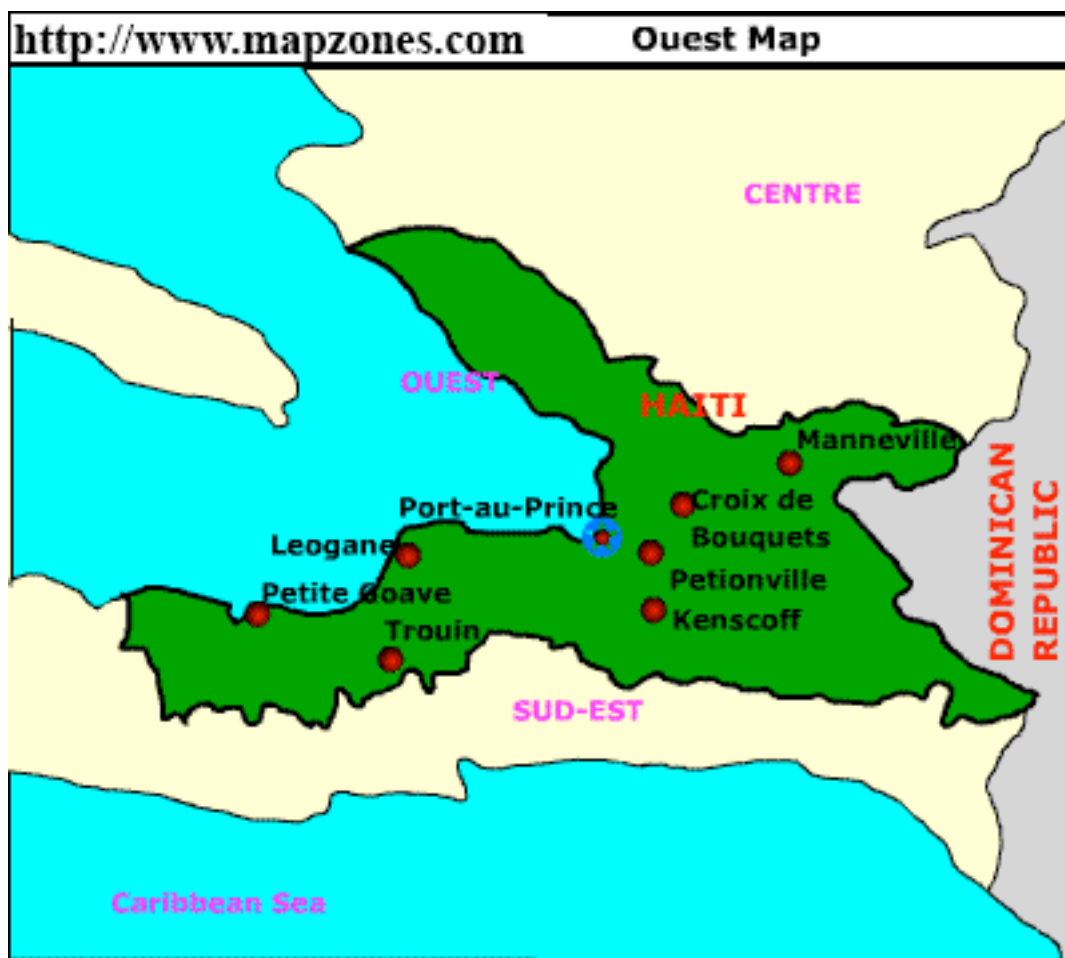 http://www.mapzones.com
Ouest Map
CENTRE
OUEST
HAITI
Manneville
Croix de
Bouquets
Port-au-Prince
Leogane
Petionville
Petite Goave
Kenscoff
Trouin
DOMINICAN
REPUBLIC
SUD-EST
Caribbean Sea